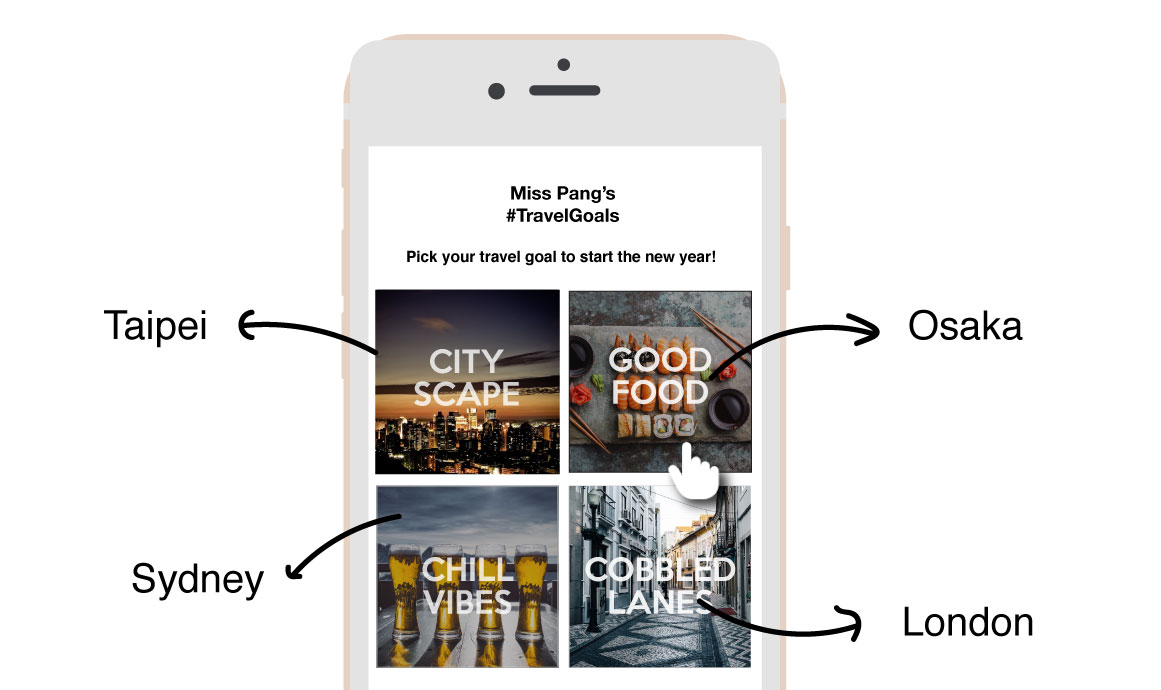 Miss Pang’s
#TravelGoals
Pick your travel goal to start the new year!
Taipei
CITY
SCAPE
GOOD
FOOD
Osaka
Sydney
CHILL
VIBES
COBBLED
LANES
London